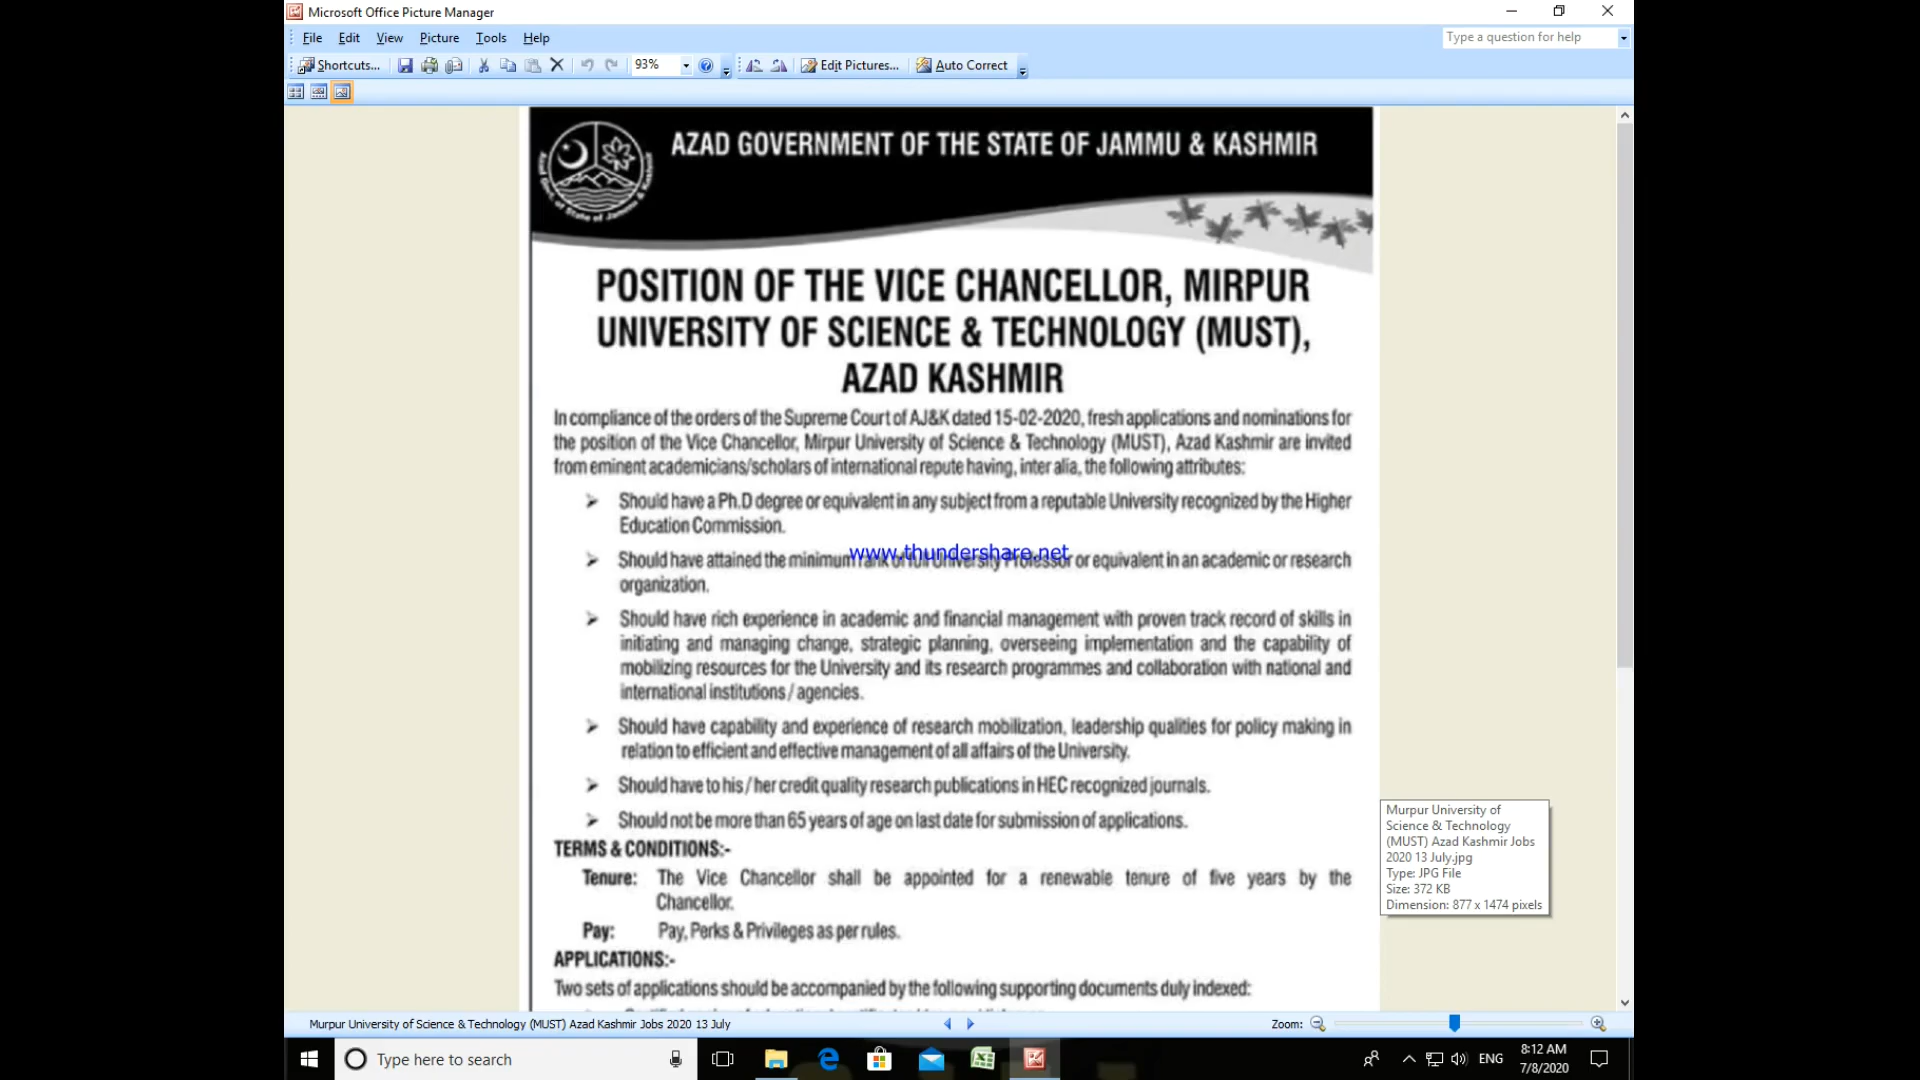 Microsoft Office Picture Manager
File Edit View Picture Tools Help
Type a question for help
Shortcuts... 93% Edit Pictures... Auto Correct
AZAD GOVERNMENT OF THE STATE OF JAMMU & KASHMIR
Azad Govt. of State of Jammu & Kashmir
POSITION OF THE VICE CHANCELLOR, MIRPUR
UNIVERSITY OF SCIENCE & TECHNOLOGY (MUST),
AZAD KASHMIR
In compliance of the orders of the Supreme Court of AJ&K dated 15-02-2020, fresh applications and nominations for
the position of the Vice Chancellor, Mirpur University of Science & Technology (MUST), Azad Kashmir are invited
from eminent academicians/scholars of international repute having, inter alia, the following attributes:
➢ Should have a Ph.D degree or equivalent in any subject from a reputable University recognized by the Higher
Education Commission.
www.thundershare.net
➢ Should have attained the minimum rank of full University Professor or equivalent in an academic or research
organization.
➢ Should have rich experience in academic and financial management with proven track record of skills in
initiating and managing change, strategic planning, overseeing implementation and the capability of
mobilizing resources for the University and its research programmes and collaboration with national and
international institutions / agencies.
➢ Should have capability and experience of research mobilization, leadership qualities for policy making in
relation to efficient and effective management of all affairs of the University.
➢ Should have to his / her credit quality research publications in HEC recognized journals.
➢ Should not be more than 65 years of age on last date for submission of applications.
TERMS & CONDITIONS:-
Tenure: The Vice Chancellor shall be appointed for a renewable tenure of five years by the
Chancellor.
Pay: Pay, Perks & Privileges as per rules.
APPLICATIONS:-
Two sets of applications should be accompanied by the following supporting documents duly indexed:
Murpur University of
Science & Technology
(MUST) Azad Kashmir Jobs
2020 13 July.jpg
Type: JPG File
Size: 372 KB
Dimension: 877 x 1474 pixels
Murpur University of Science & Technology (MUST) Azad Kashmir Jobs 2020 13 July
Zoom:
Type here to search
ENG
8:12 AM
7/8/2020